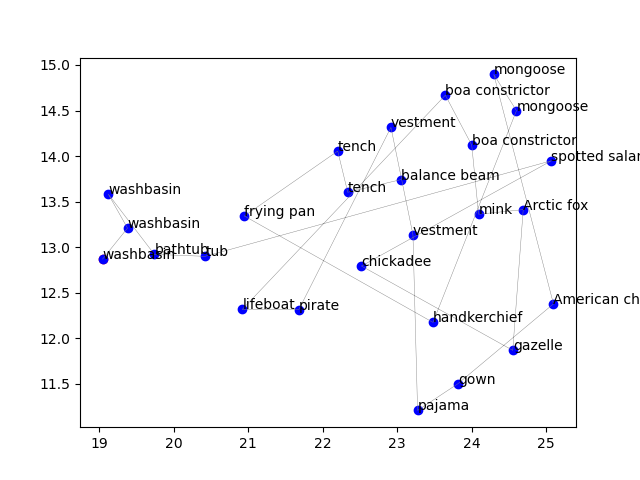 15.0
14.5
14.0
13.5
13.0
12.5
12.0
11.5
mongoose
boa constrictor
mongoose
vestment
boa constrictor
tench
spotted salar
balance beam
tench
washbasin
frying pan
mink
Arctic fox
washbasin
vestment
bathtub
tub
washbasin
chickadee
lifeboat
pirate
American ch
handkerchief
gazelle
gown
pajama
19 20 21 22 23 24 25